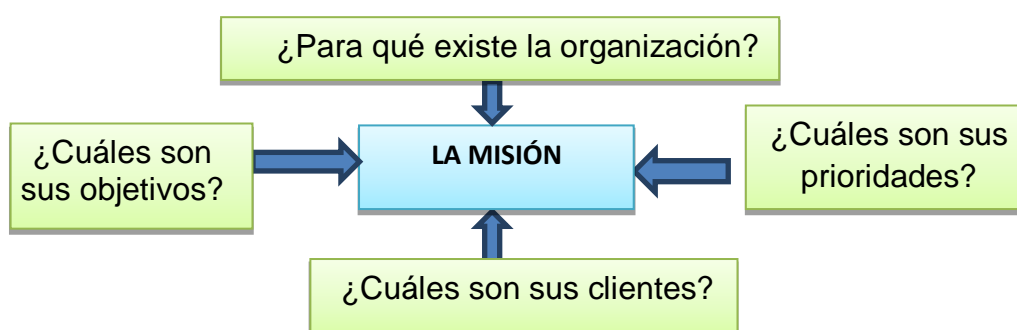 ¿Para qué existe la organización?
¿Cuáles son
sus objetivos?
LA MISIÓN
¿Cuáles son sus
prioridades?
¿Cuáles son sus clientes?